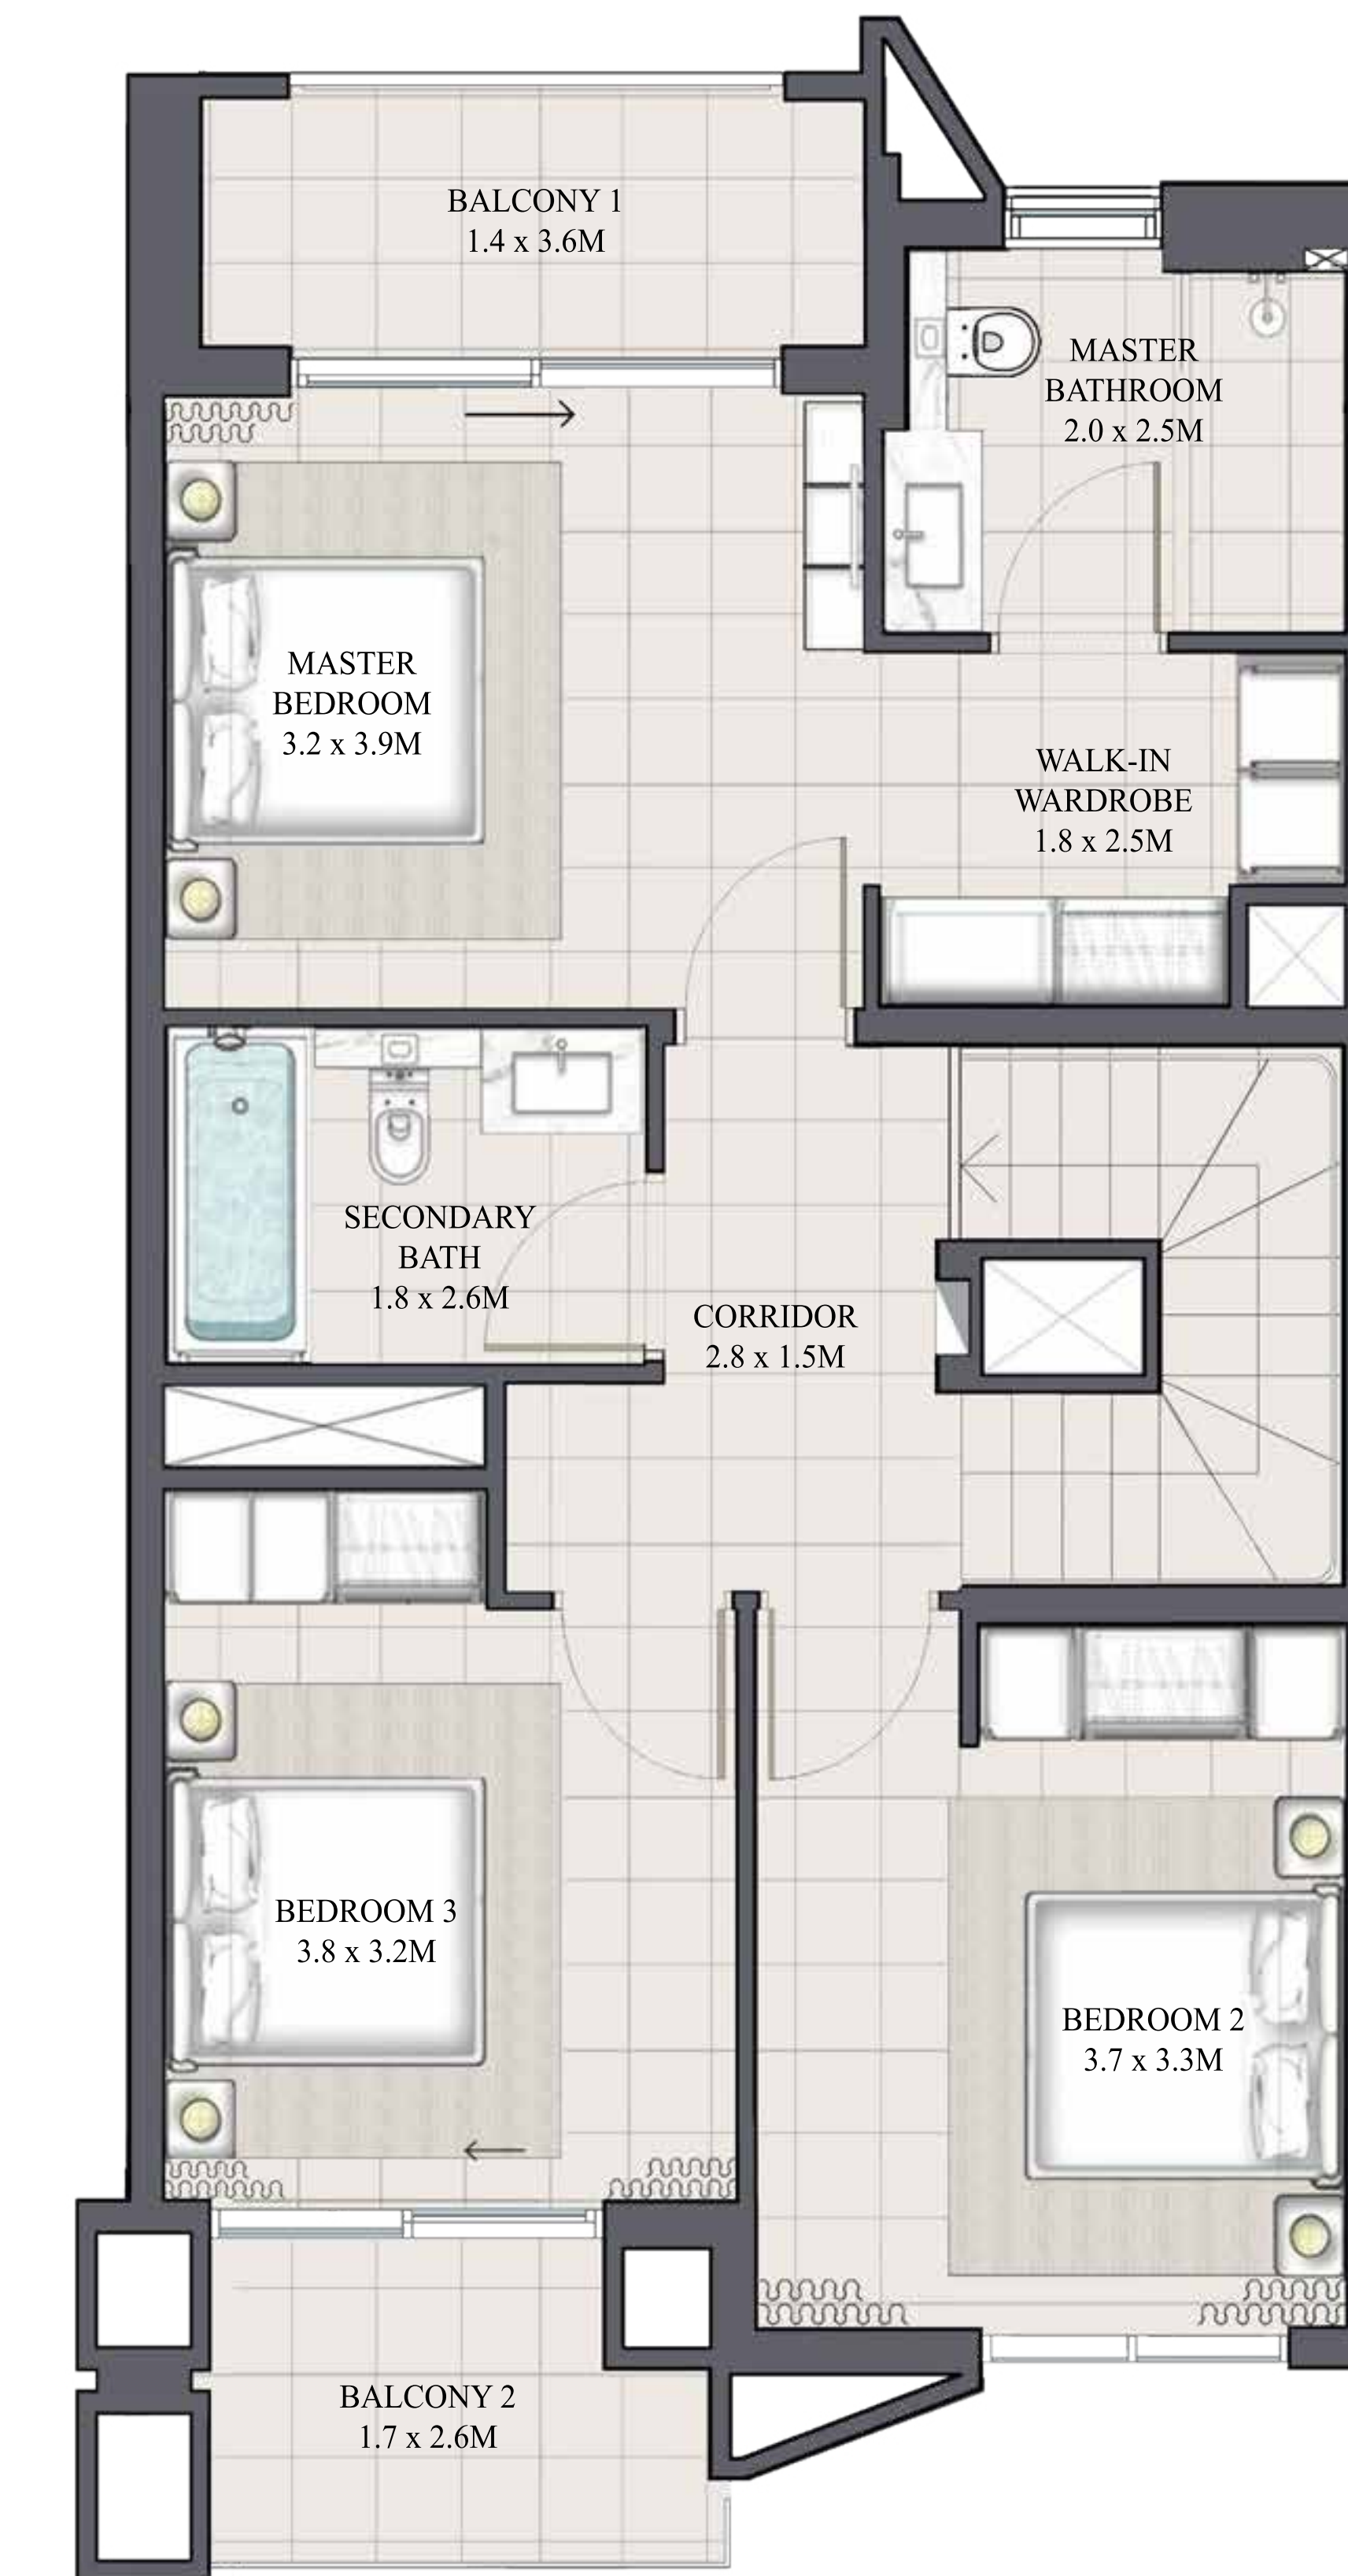 BALCONY 1
1.4 x 3.6M
MASTER
BATHROOM
2.0 x 2.5M
MASTER
BEDROOM
3.2 x 3.9M
WALK-IN
WARDROBE
1.8 x 2.5M
SECONDARY
BATH
1.8 x 2.6M
CORRIDOR
2.8 x 1.5M
BEDROOM 3
3.8 x 3.2M
BEDROOM 2
3.7 x 3.3M
BALCONY 2
1.7 x 2.6M